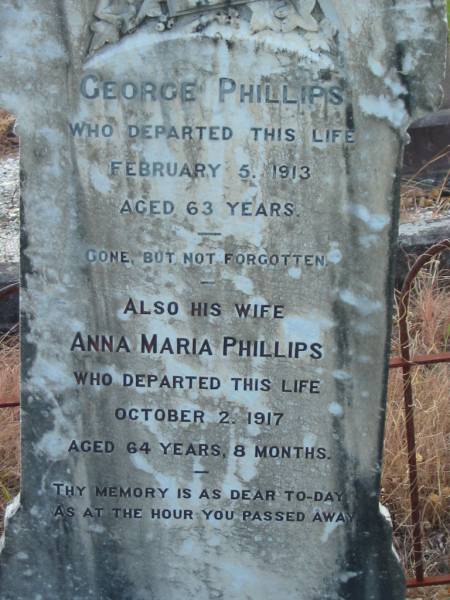 GEORGE PHILLIPS
WHO DEPARTED THIS LIFE
FEBRUARY 5, 1913
AGED 63 YEARS.
GONE, BUT NOT FORGOTTEN.
ALSO HIS WIFE
ANNA MARIA PHILLIPS
WHO DEPARTED THIS LIFE
OCTOBER 2, 1917
AGED 64 YEARS, 8 MONTHS.
THY MEMORY IS AS DEAR TO-DAY
AS AT THE HOUR YOU PASSED AWAY